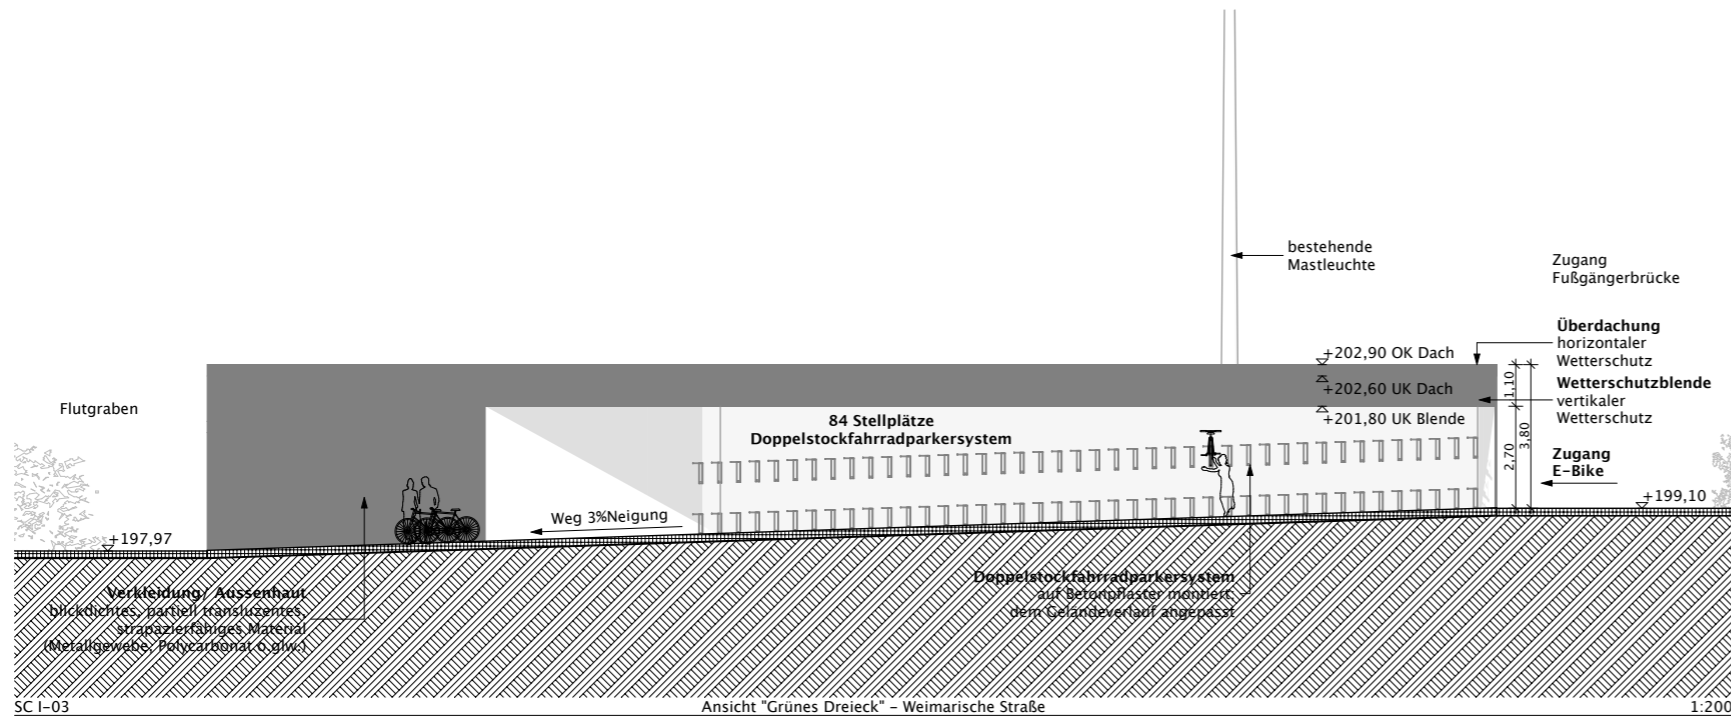 bestehende
Mastleuchte
Zugang
Fußgängerbrücke
Überdachung
horizontaler
Wetterschutz
+202,90 OK Dach
+202,60 UK Dach
+201,80 UK Blende
1,10
2,70
3,80
Wetterschutzblende
vertikaler
Wetterschutz
Flutgraben
84 Stellplätze
Doppelstockfahrradparkersystem
Zugang
E-Bike
+199,10
Weg 3%Neigung
+197,97
Verkleidung/ Aussenhaut
blickdichtes, partiell transluzentes,
strapazierfähiges Material
(Metallgewebe, Polycarbonat o.glw.)
Doppelstockfahrradparkersystem
auf Betonpflaster montiert:
dem Geländeverlauf angepasst
SC I-03
Ansicht "Grünes Dreieck" - Weimarische Straße
1:200